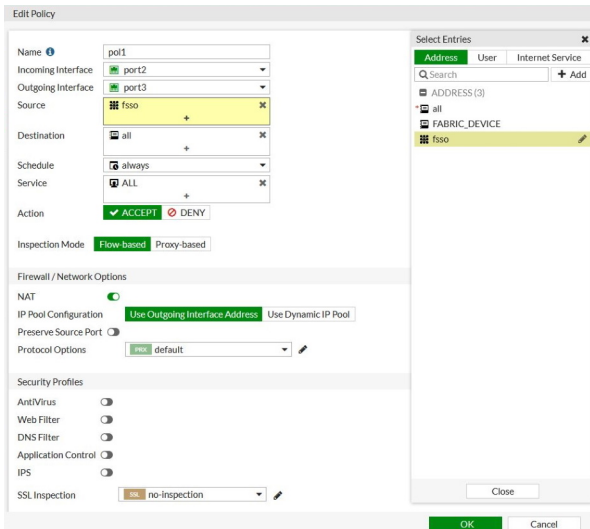 Edit Policy
Name
pol1
Incoming Interface
port2
Outgoing Interface
port3
Source
fsso
+
Destination
all
+
Schedule
always
Service
ALL
+
Action
ACCEPT DENY
Inspection Mode
Flow-based Proxy-based
Firewall / Network Options
NAT
IP Pool Configuration
Use Outgoing Interface Address Use Dynamic IP Pool
Preserve Source Port
Protocol Options
PRX default
Security Profiles
AntiVirus
Web Filter
DNS Filter
Application Control
IPS
SSL Inspection
SSL no-inspection
Select Entries
Address User Internet Service
Search
+ Add
ADDRESS (3)
all
FABRIC_DEVICE
fsso
Close
OK Cancel